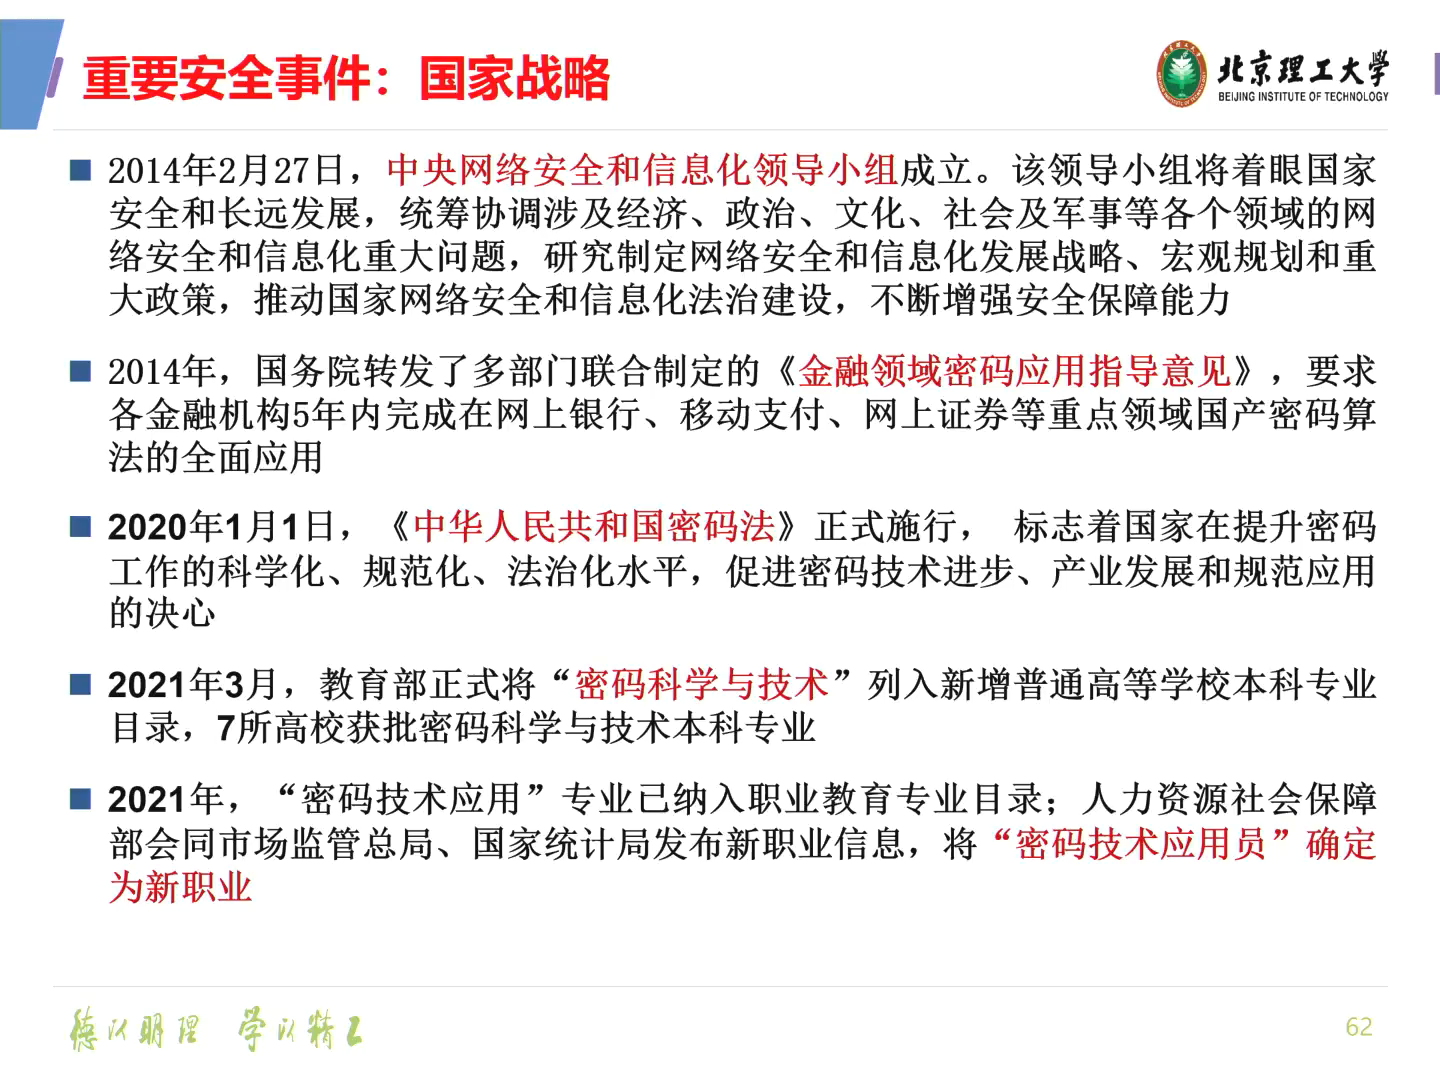 重要安全事件：国家战略
北京理工大学
BEIJING INSTITUTE OF TECHNOLOGY
2014年2月27日，中央网络安全和信息化领导小组成立。该领导小组将着眼国家
安全和长远发展，统筹协调涉及经济、政治、文化、社会及军事等各个领域的网
络安全和信息化重大问题，研究制定网络安全和信息化发展战略、宏观规划和重
大政策，推动国家网络安全和信息化法治建设，不断增强安全保障能力
2014年，国务院转发了多部门联合制定的《金融领域密码应用指导意见》，要求
各金融机构5年内完成在网上银行、移动支付、网上证券等重点领域国产密码算
法的全面应用
2020年1月1日，《中华人民共和国密码法》正式施行， 标志着国家在提升密码
工作的科学化、规范化、法治化水平，促进密码技术进步、产业发展和规范应用
的决心
2021年3月，教育部正式将“密码科学与技术”列入新增普通高等学校本科专业
目录，7所高校获批密码科学与技术本科专业
2021年，“密码技术应用”专业已纳入职业教育专业目录；人力资源社会保障
部会同市场监管总局、国家统计局发布新职业信息，将“密码技术应用员”确定
为新职业
德以明理 学以精工
62